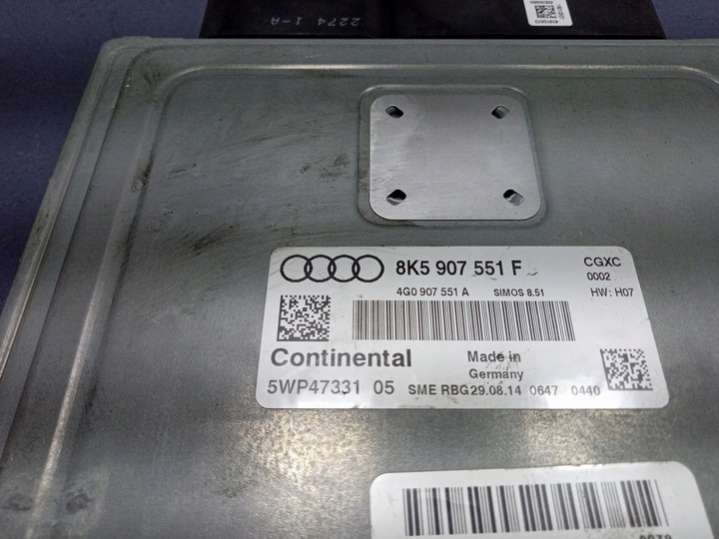 2274 1-A
8K5 907 551 F
CGXC
0002
4G0 907 551 A SIMOS 8.51
HW: H07
Continental
Made in
Germany
5WP47331 05 SME RBG29.08.14 0647 0440